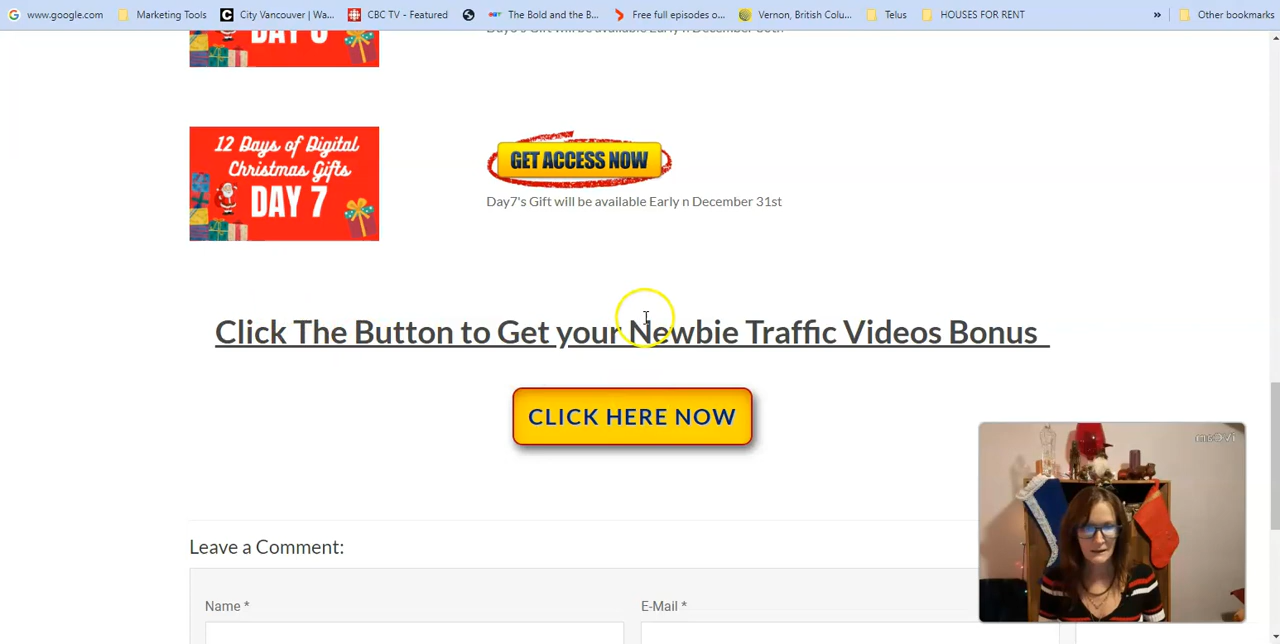 www.google.com
Marketing Tools
City Vancouver | Wa...
CBC TV - Featured
The Bold and the B...
Free full episodes o...
Vernon, British Colu...
Telus
HOUSES FOR RENT
»
Other bookmarks
12 Days of Digital
Christmas Gifts
DAY 7
GET ACCESS NOW
Day7's Gift will be available Early n December 31st
Click The Button to Get your Newbie Traffic Videos Bonus
CLICK HERE NOW
Leave a Comment:
Name *
E-Mail *